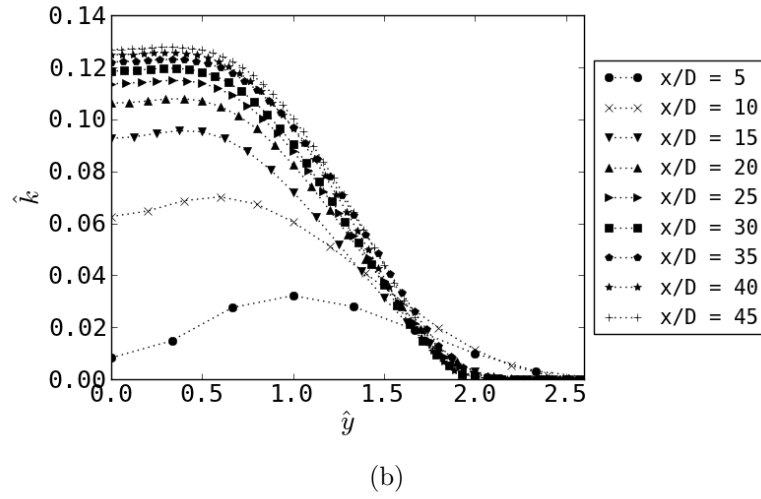 0.14
0.12
0.10
0.08
0.06
0.04
0.02
0.00
k̂
0.0 0.5 1.0 1.5 2.0 2.5
ŷ
x/D = 5
x/D = 10
x/D = 15
x/D = 20
x/D = 25
x/D = 30
x/D = 35
x/D = 40
x/D = 45
(b)